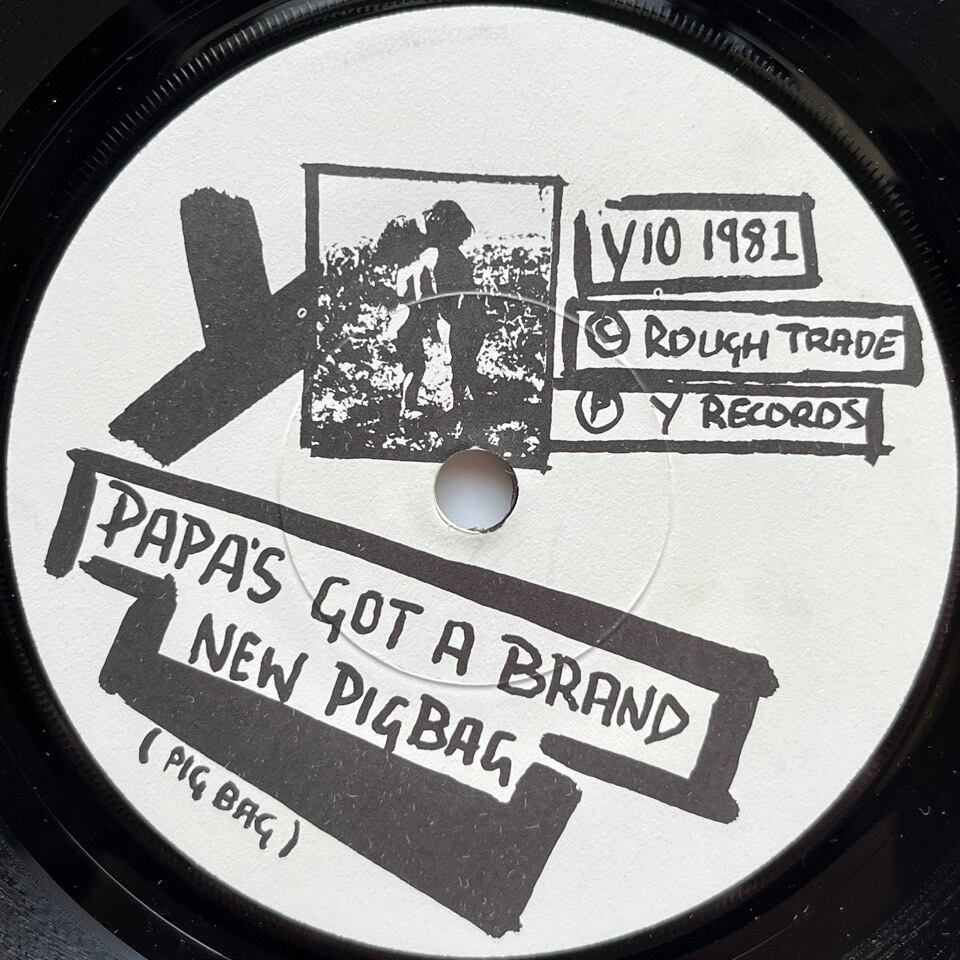 Y
Y10 1981
© ROUGH TRADE
Ⓟ Y RECORDS
PAPA'S GOT A BRAND
NEW PIGBAG
(PIG BAG)